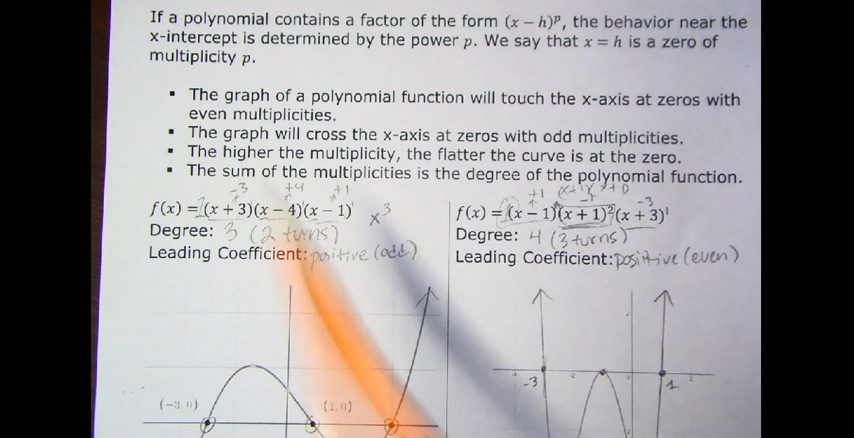 If a polynomial contains a factor of the form (x – h)ᵖ, the behavior near the
x-intercept is determined by the power p. We say that x = h is a zero of
multiplicity p.
▪ The graph of a polynomial function will touch the x-axis at zeros with
even multiplicities.
▪ The graph will cross the x-axis at zeros with odd multiplicities.
▪ The higher the multiplicity, the flatter the curve is at the zero.
▪ The sum of the multiplicities is the degree of the polynomial function.
-3 +4 +1
f(x) = (x + 3)(x – 4)¹(x – 1)¹ x³
Degree: 3 (2 turns)
Leading Coefficient: positive (odd)
(-3,0) (1,0)
+1 -3
f(x) = (x – 1)¹(x + 1)²(x + 3)¹
Degree: 4 (3 turns)
Leading Coefficient: positive (even)
-3 1